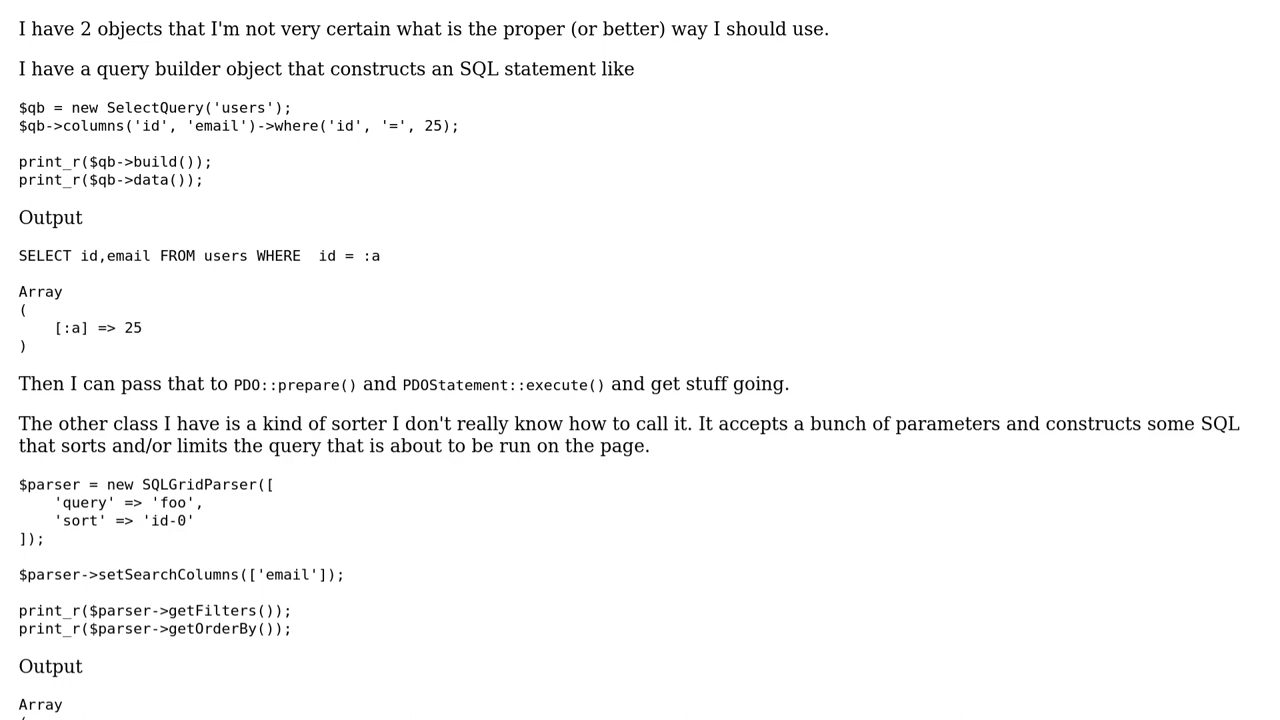 I have 2 objects that I'm not very certain what is the proper (or better) way I should use.
I have a query builder object that constructs an SQL statement like
$qb = new SelectQuery('users');
$qb->columns('id', 'email')->where('id', '=', 25);
print_r($qb->build());
print_r($qb->data());
Output
SELECT id,email FROM users WHERE  id = :a
Array
(
    [:a] => 25
)
Then I can pass that to PDO::prepare() and PDOStatement::execute() and get stuff going.
The other class I have is a kind of sorter I don't really know how to call it. It accepts a bunch of parameters and constructs some SQL
that sorts and/or limits the query that is about to be run on the page.
$parser = new SQLGridParser([
    'query' => 'foo',
    'sort' => 'id-0'
]);
$parser->setSearchColumns(['email']);
print_r($parser->getFilters());
print_r($parser->getOrderBy());
Output
Array